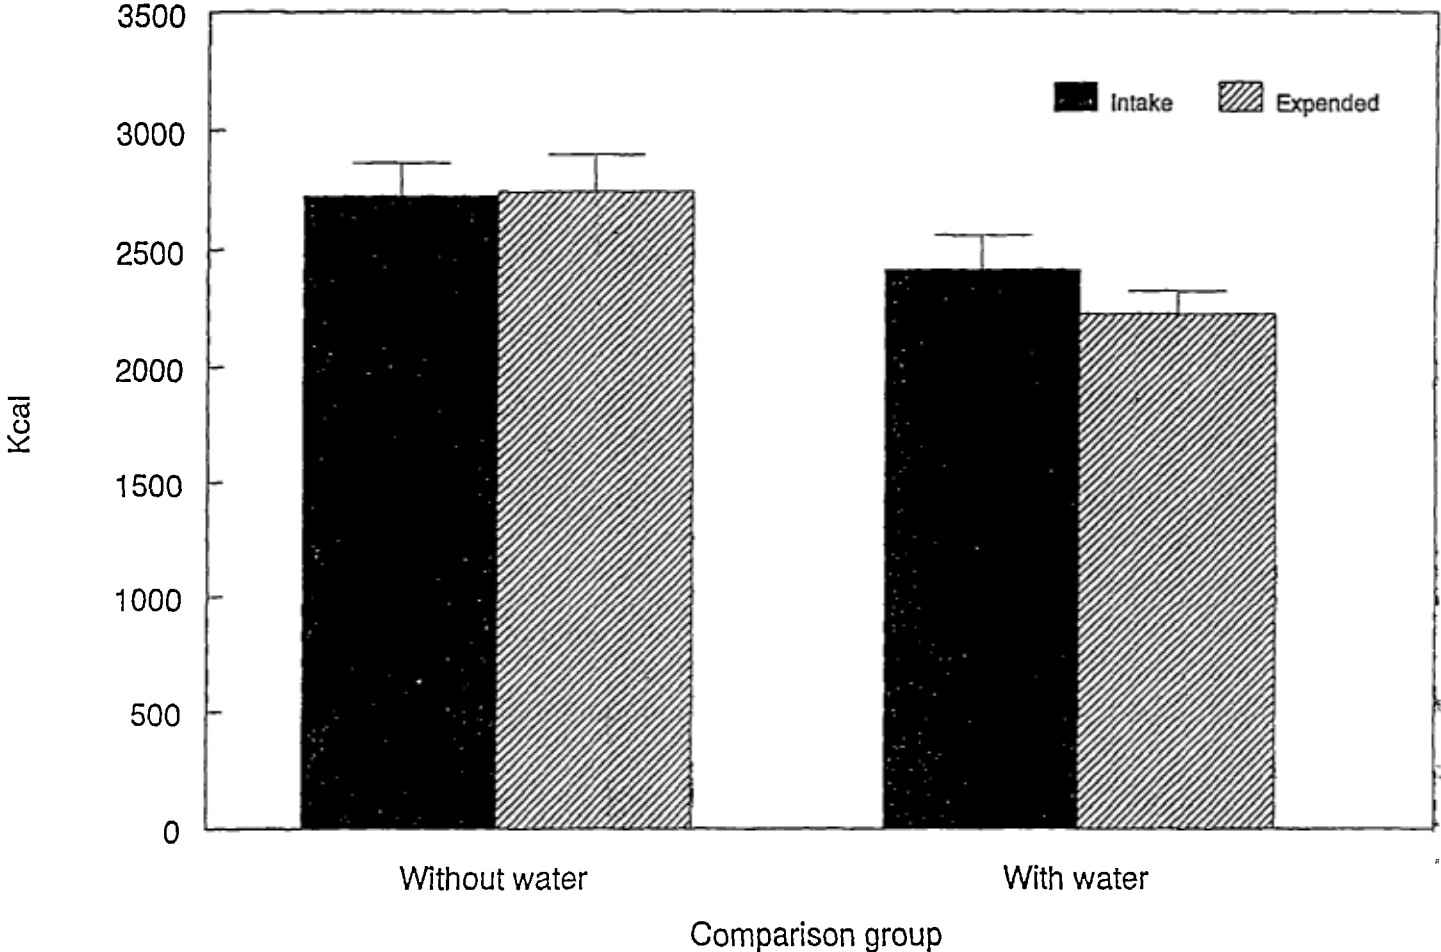 3500
3000
2500
2000
1500
1000
500
0
Kcal
Intake
Expended
Without water
With water
Comparison group